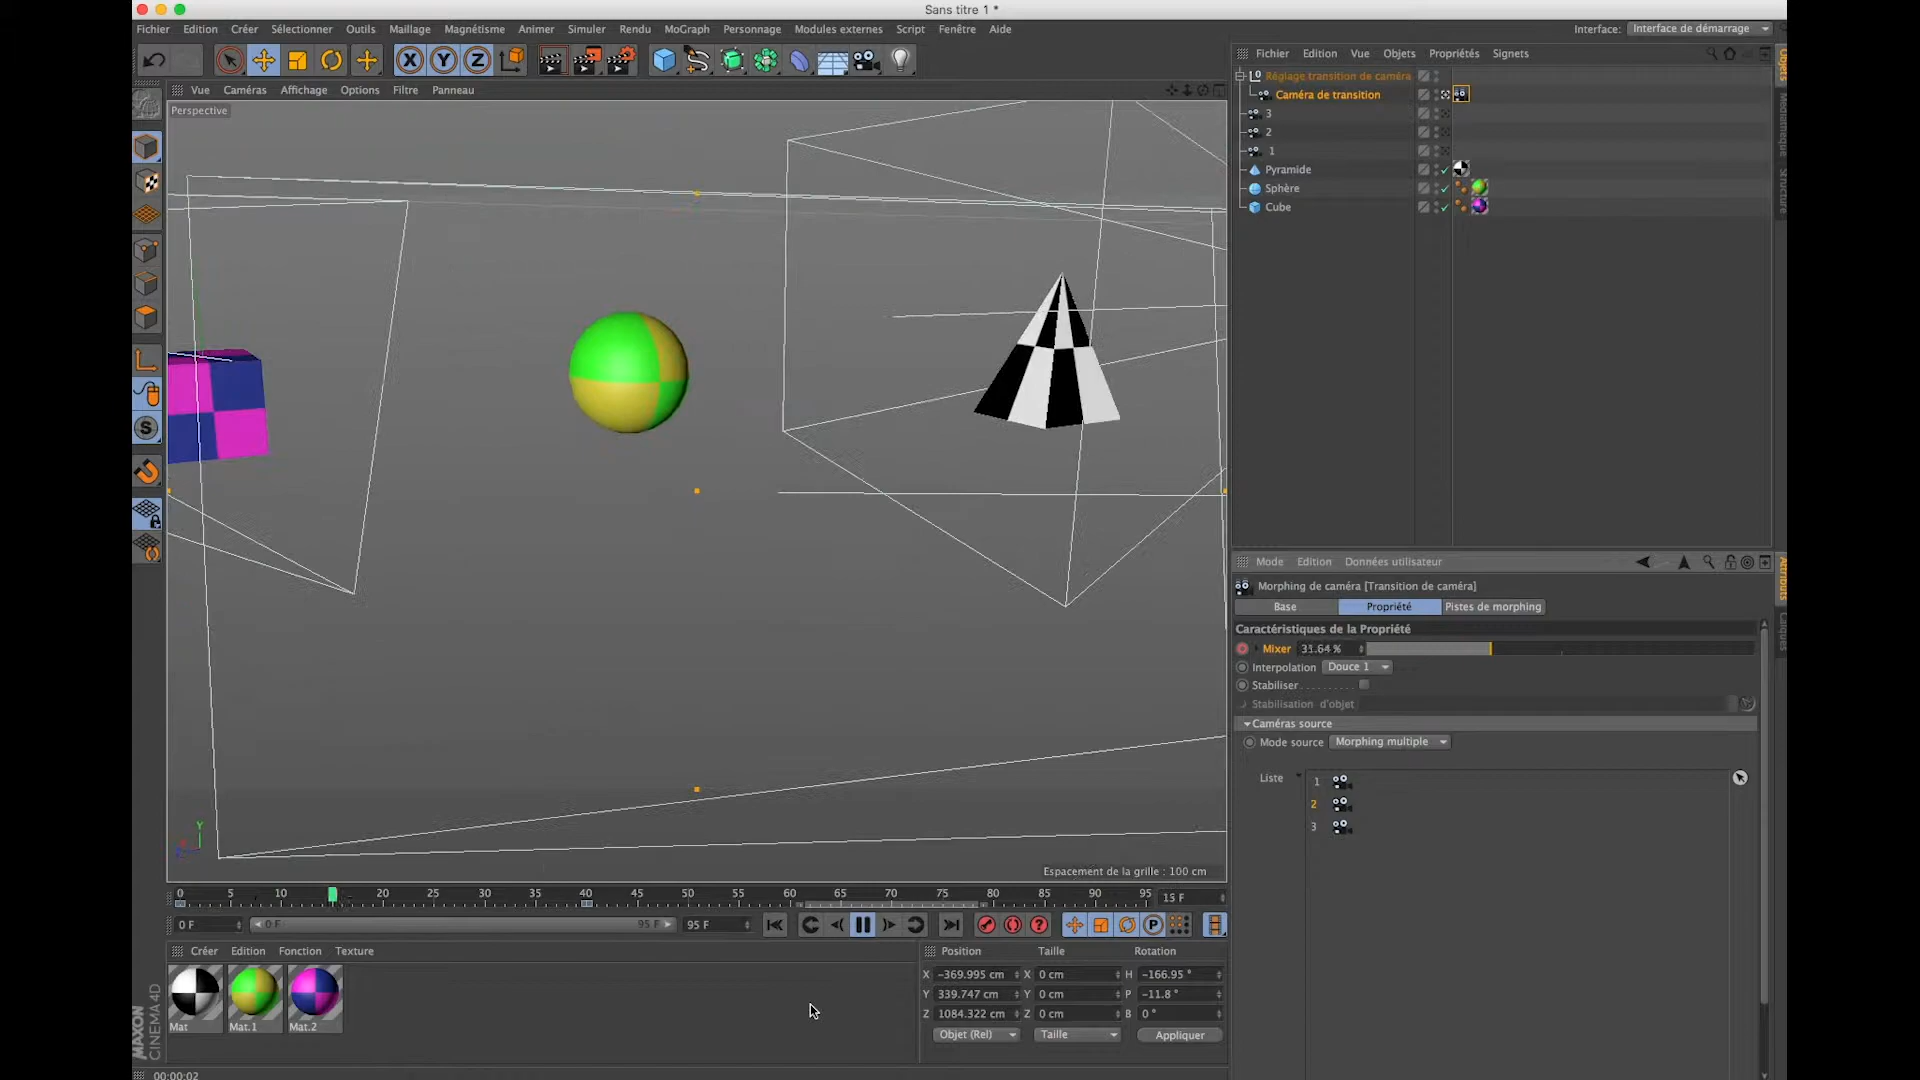 Sans titre 1 *
Fichier Edition Créer Sélectionner Outils Maillage Magnétisme Animer Simuler Rendu MoGraph Personnage Modules externes Script Fenêtre Aide Interface: Interface de démarrage
Fichier Edition Vue Objets Propriétés Signets
Vue Caméras Affichage Options Filtre Panneau
Perspective
Réglage transition de caméra
Caméra de transition
3
2
1
Pyramide
Sphère
Cube
Objets
Médiathèque
Structure
Mode Edition Données utilisateur
Morphing de caméra [Transition de caméra]
Base Propriété Pistes de morphing
Caractéristiques de la Propriété
Mixer 31.64 %
Interpolation Douce 1
Stabiliser
Stabilisation d'objet
Caméras source
Mode source Morphing multiple
Liste 1
2
3
Attributs
Calques
Espacement de la grille : 100 cm
0 5 10 20 25 30 35 40 45 50 55 60 65 70 75 80 85 90 95 15 F
0 F 0 F 95 F 95 F
Créer Edition Fonction Texture
Mat Mat.1 Mat.2
Position Taille Rotation
X -369.995 cm X 0 cm H -166.95 °
Y 339.747 cm Y 0 cm P -11.8 °
Z 1084.322 cm Z 0 cm B 0 °
Objet (Rel) Taille Appliquer
MAXON
CINEMA 4D
00:00:02